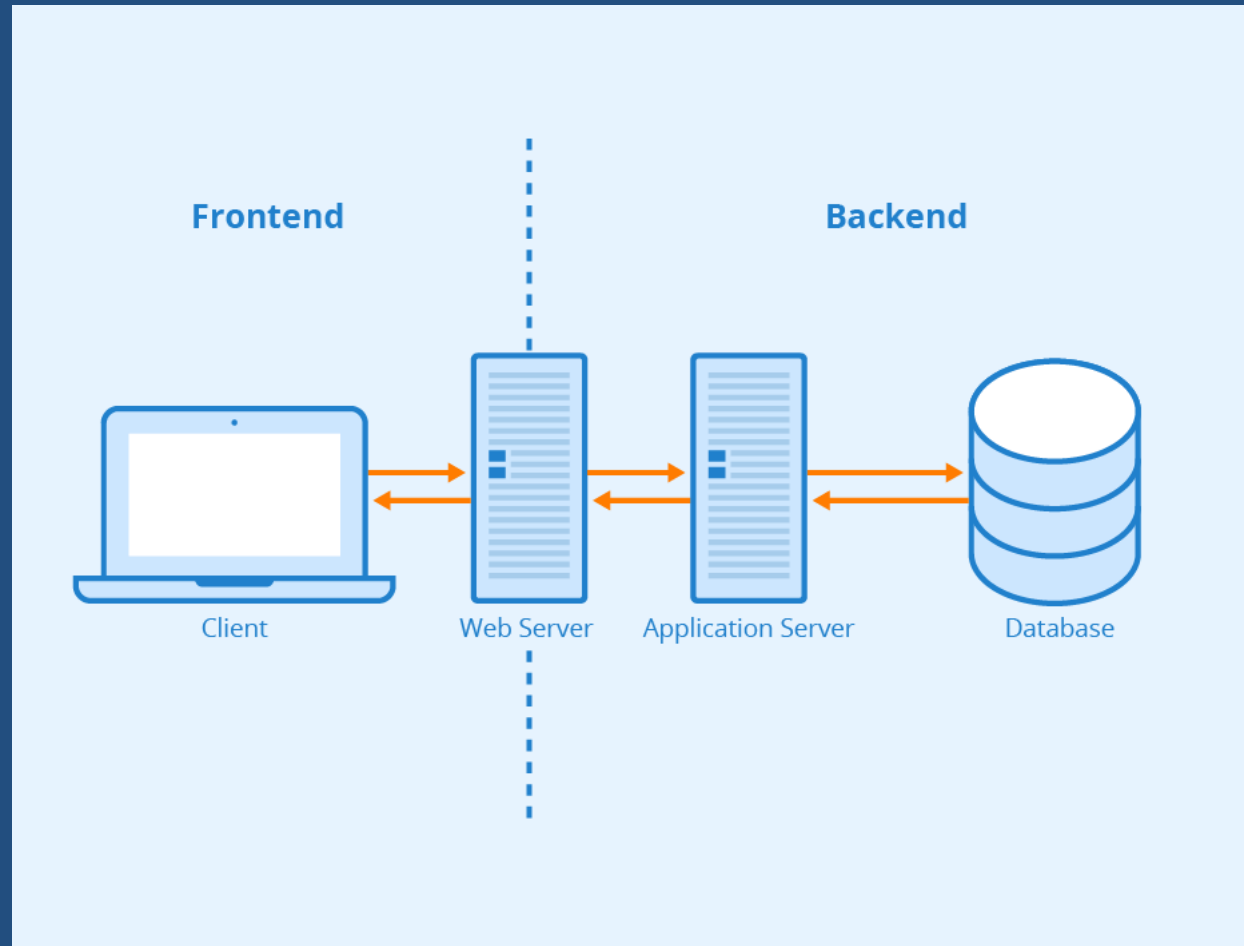 Frontend
Backend
Client
Web Server
Application Server
Database